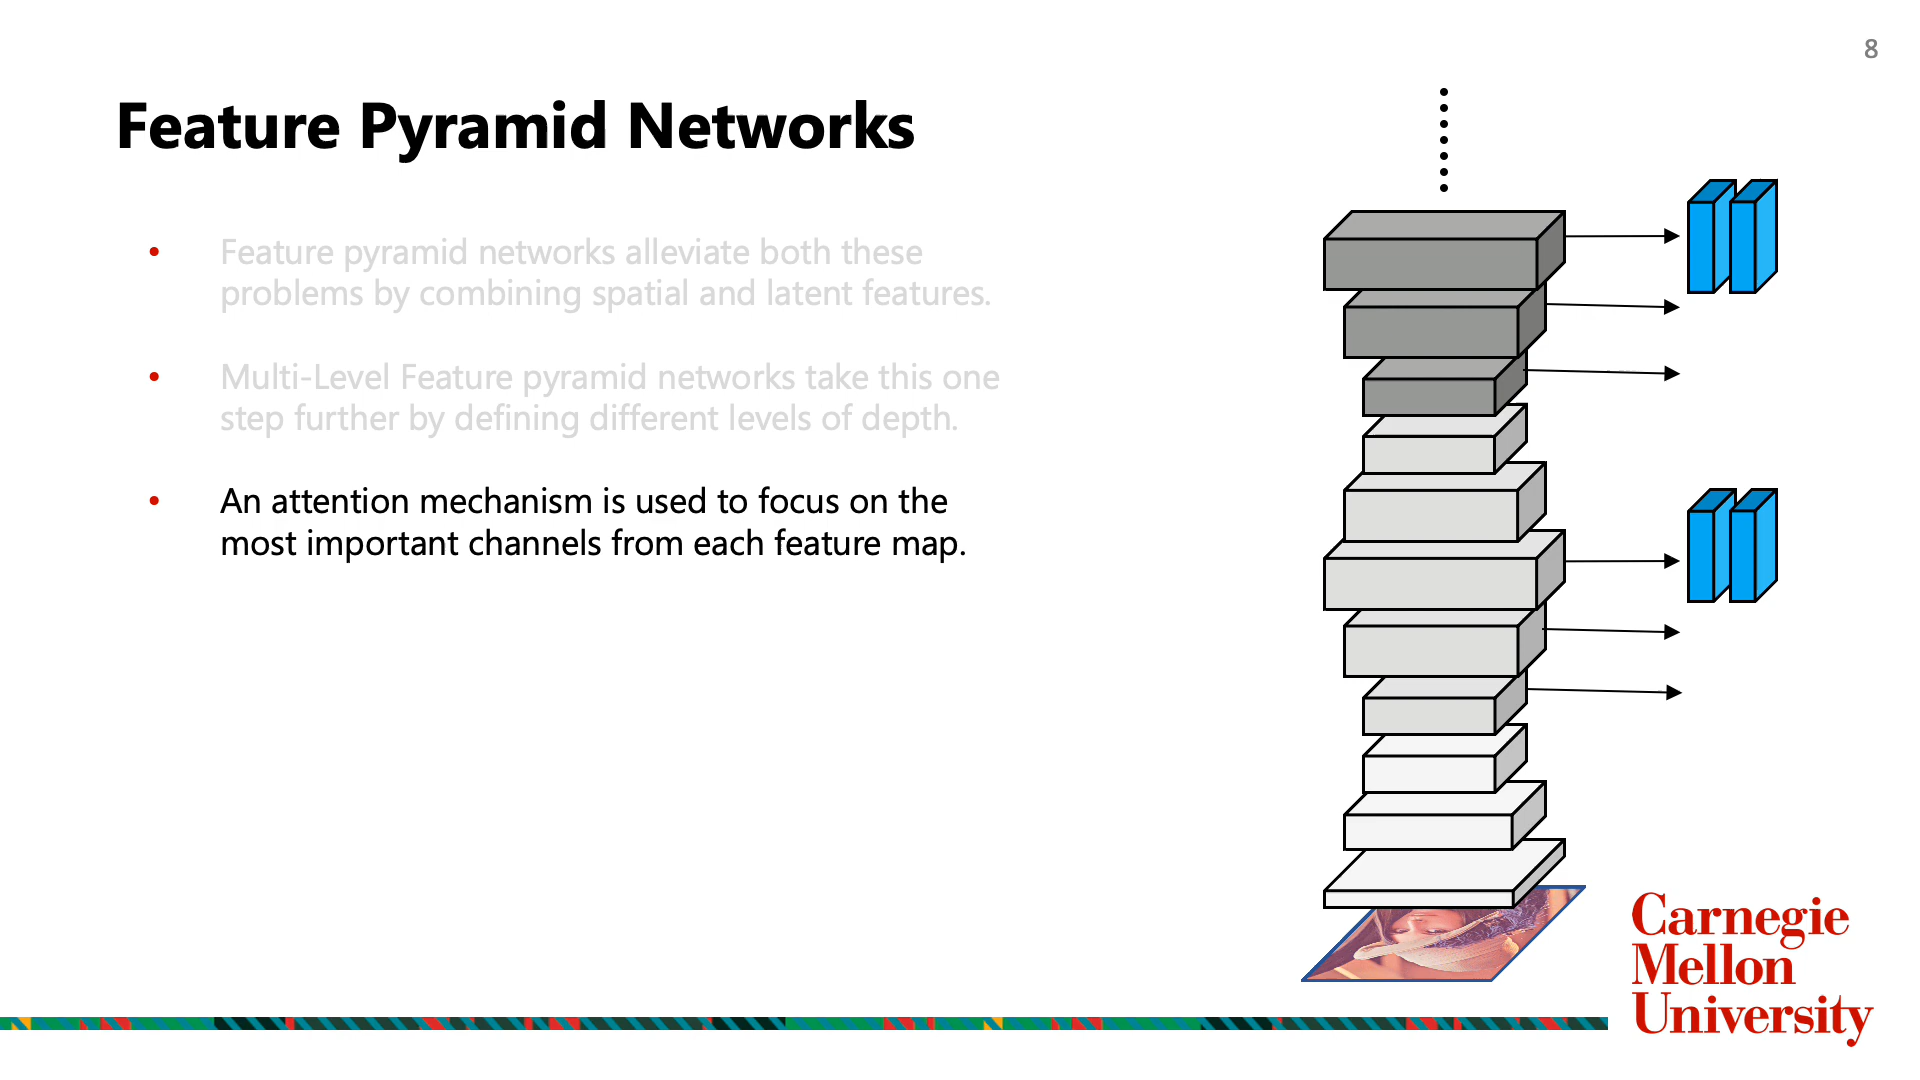 8
Feature Pyramid Networks
• Feature pyramid networks alleviate both these
problems by combining spatial and latent features.
• Multi-Level Feature pyramid networks take this one
step further by defining different levels of depth.
• An attention mechanism is used to focus on the
most important channels from each feature map.
Carnegie
Mellon
University